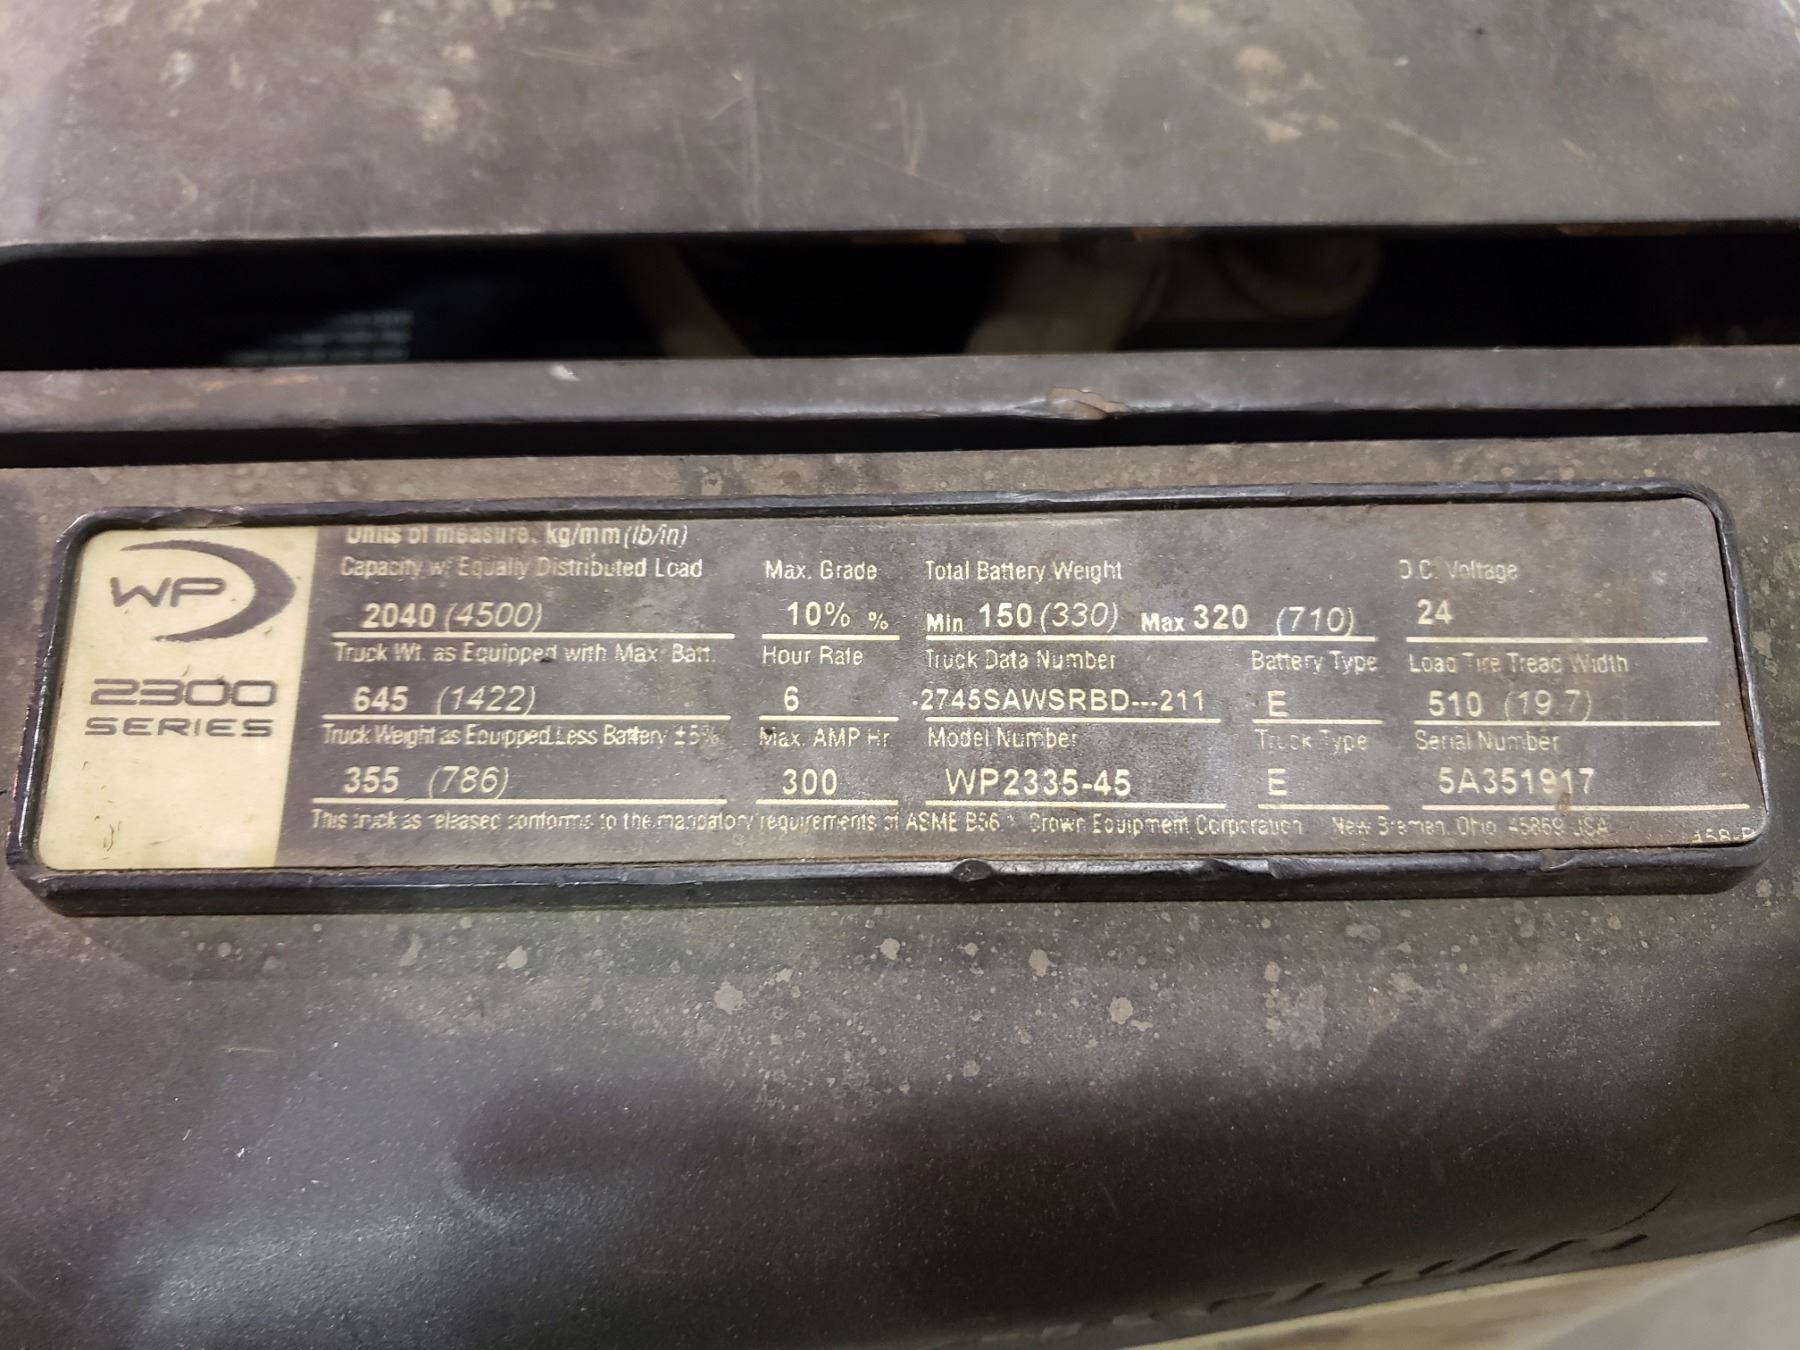 WP
2300
SERIES
Units of measure. kg/mm (lb/in)
Capacity w/ Equally Distributed Load
2040 (4500)
Max. Grade
10% %
Total Battery Weight
Min 150 (330) Max 320 (710)
D.C. Voltage
24
Truck Wt. as Equipped with Max. Batt.
645 (1422)
Hour Rate
6
Truck Data Number
-2745SAWSRBD---211
Battery Type
E
Load Tire Tread Width
510 (19.7)
Truck Weight as Equipped Less Battery ±5%
355 (786)
Max. AMP Hr
300
Model Number
WP2335-45
Truck Type
E
Serial Number
5A351917
This truck as released conforms to the mandatory requirements of ASME B56. Crown Equipment Corporation New Bremen, Ohio 45869 USA